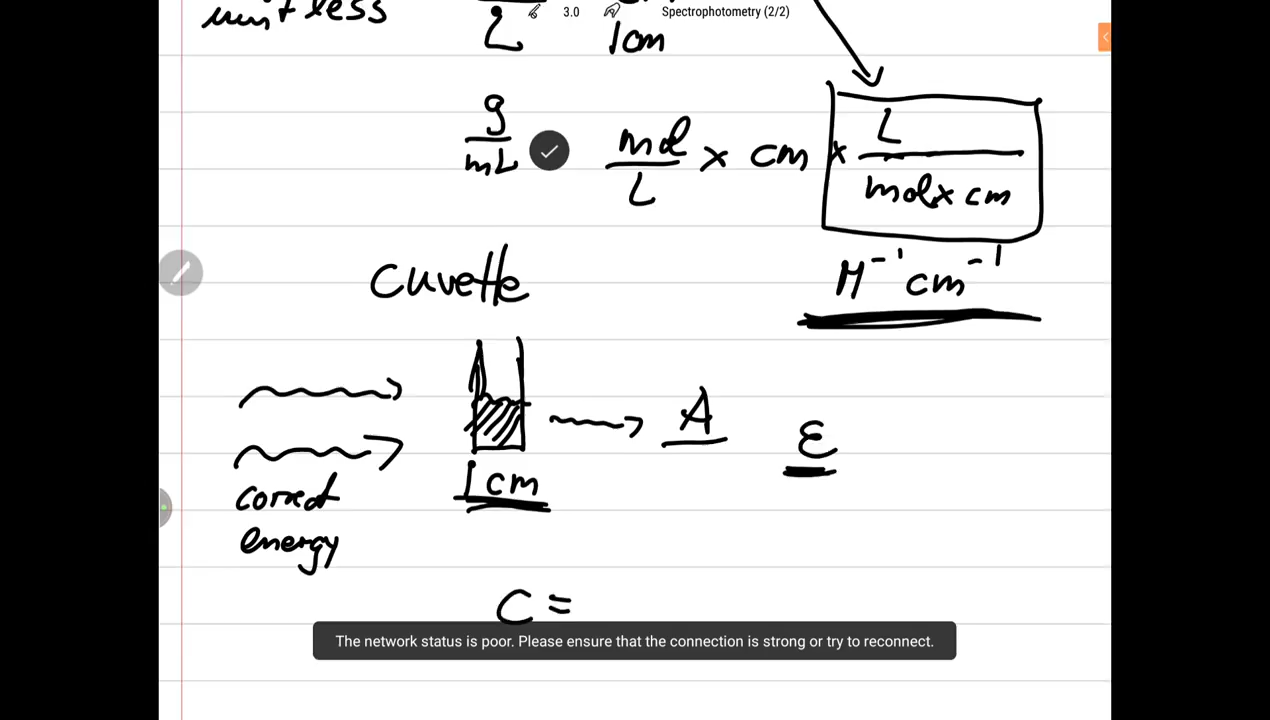 3.0 Spectrophotometry (2/2)
unitless
L 1cm
g/mL mol/L x cm x L/mol x cm
M⁻¹cm⁻¹
Cuvette
A
ε
1cm
correct
energy
C =
The network status is poor. Please ensure that the connection is strong or try to reconnect.